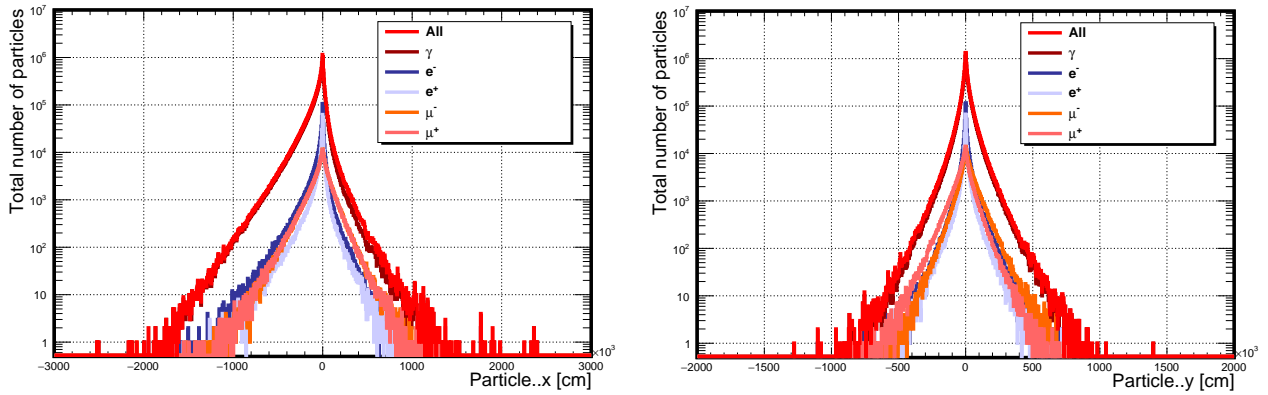 Total number of particles
10⁷
10⁶
10⁵
10⁴
10³
10²
10
1
All
γ
e⁻
e⁺
μ⁻
μ⁺
−3000 −2000 −1000 0 1000 2000 3000
×10³
Particle..x [cm]
Total number of particles
10⁷
10⁶
10⁵
10⁴
10³
10²
10
1
All
γ
e⁻
e⁺
μ⁻
μ⁺
−2000 −1500 −1000 −500 0 500 1000 1500 2000
×10³
Particle..y [cm]